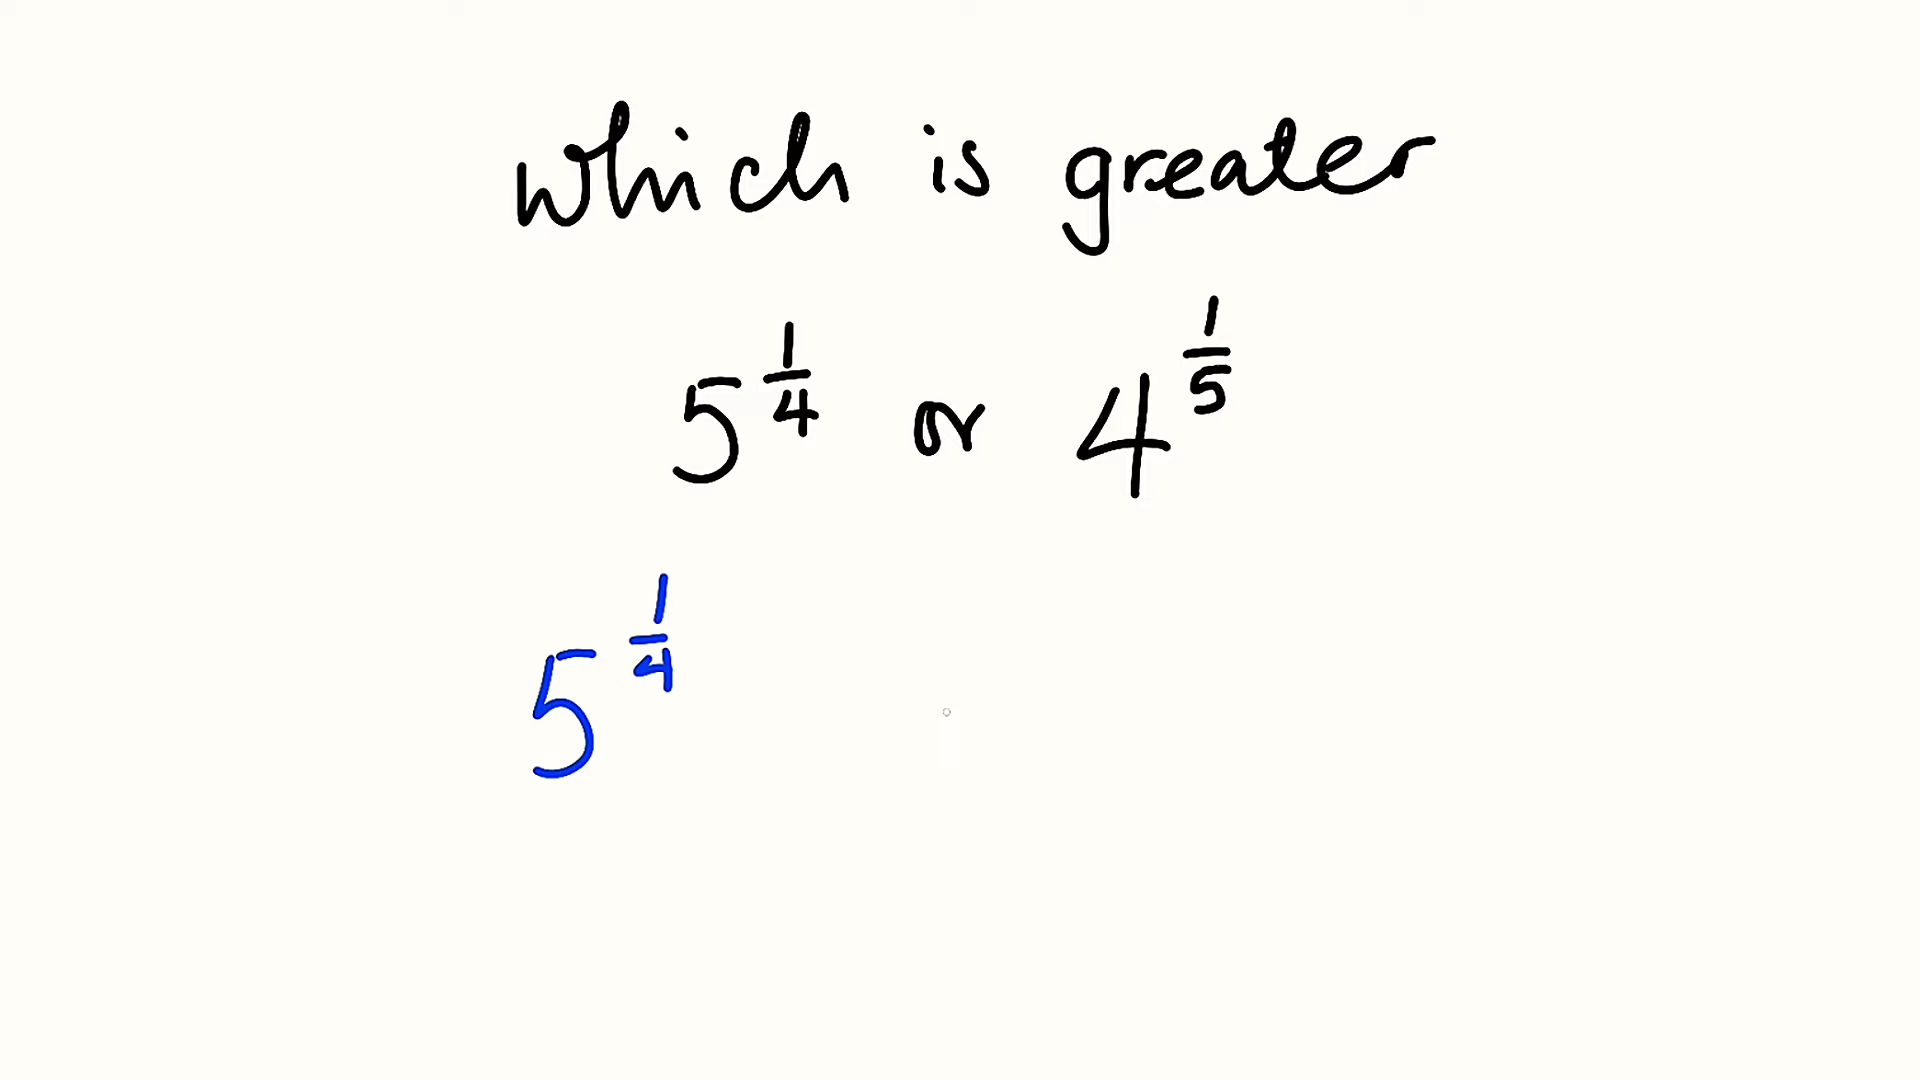 which is greater
5^{1/4} or 4^{1/5}
5^{1/4}